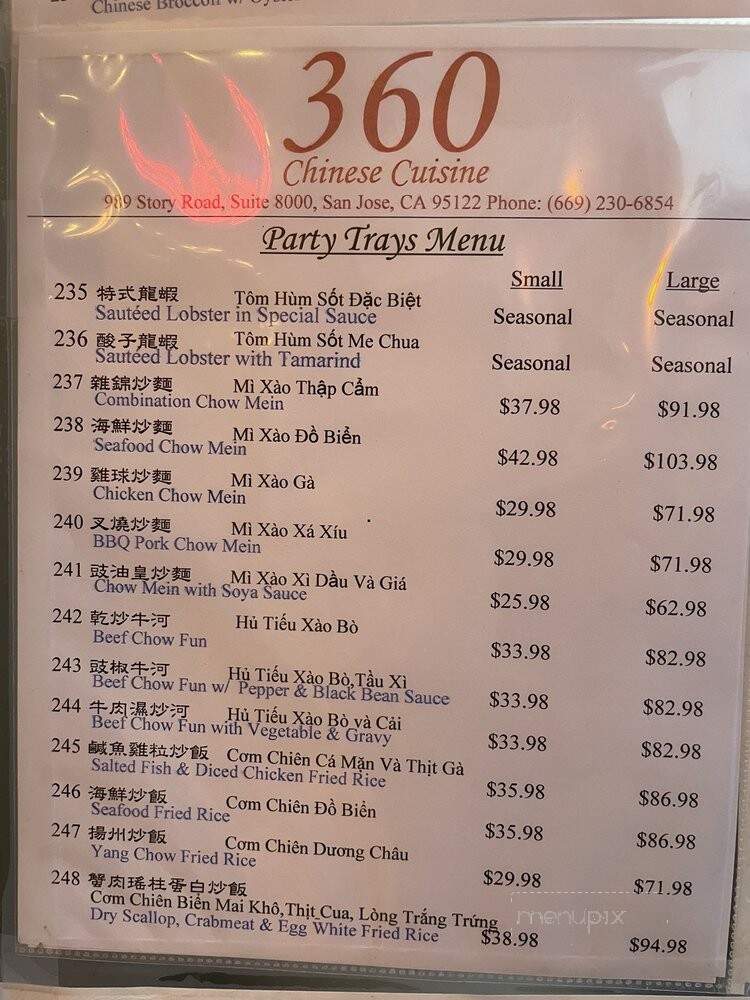 Chinese Broccoli w/ Oyster
360
Chinese Cuisine
989 Story Road, Suite 8000, San Jose, CA 95122 Phone: (669) 230-6854
Party Trays Menu
Small Large
235 特式龍蝦 Tôm Hùm Sốt Đặc Biệt
Sautéed Lobster in Special Sauce Seasonal Seasonal
236 酸子龍蝦 Tôm Hùm Sốt Me Chua
Sautéed Lobster with Tamarind Seasonal Seasonal
237 雜錦炒麵 Mì Xào Thập Cẩm
Combination Chow Mein $37.98 $91.98
238 海鮮炒麵 Mì Xào Đồ Biển
Seafood Chow Mein $42.98 $103.98
239 雞球炒麵 Mì Xào Gà
Chicken Chow Mein $29.98 $71.98
240 叉燒炒麵 Mì Xào Xá Xíu
BBQ Pork Chow Mein $29.98 $71.98
241 豉油皇炒麵 Mì Xào Xì Dầu Và Giá
Chow Mein with Soya Sauce $25.98 $62.98
242 乾炒牛河 Hủ Tiếu Xào Bò
Beef Chow Fun $33.98 $82.98
243 豉椒牛河 Hủ Tiếu Xào Bò,Tầu Xì
Beef Chow Fun w/ Pepper & Black Bean Sauce $33.98 $82.98
244 牛肉濕炒河 Hủ Tiếu Xào Bò và Cải
Beef Chow Fun with Vegetable & Gravy $33.98 $82.98
245 鹹魚雞粒炒飯 Cơm Chiên Cá Mặn Và Thịt Gà
Salted Fish & Diced Chicken Fried Rice $35.98 $86.98
246 海鮮炒飯 Cơm Chiên Đồ Biển
Seafood Fried Rice $35.98 $86.98
247 揚州炒飯 Cơm Chiên Dương Châu
Yang Chow Fried Rice $29.98 $71.98
248 蟹肉瑤柱蛋白炒飯
Cơm Chiên Biển Mai Khô,Thịt Cua, Lòng Trắng Trứng
Dry Scallop, Crabmeat & Egg White Fried Rice $38.98 $94.98
menupix